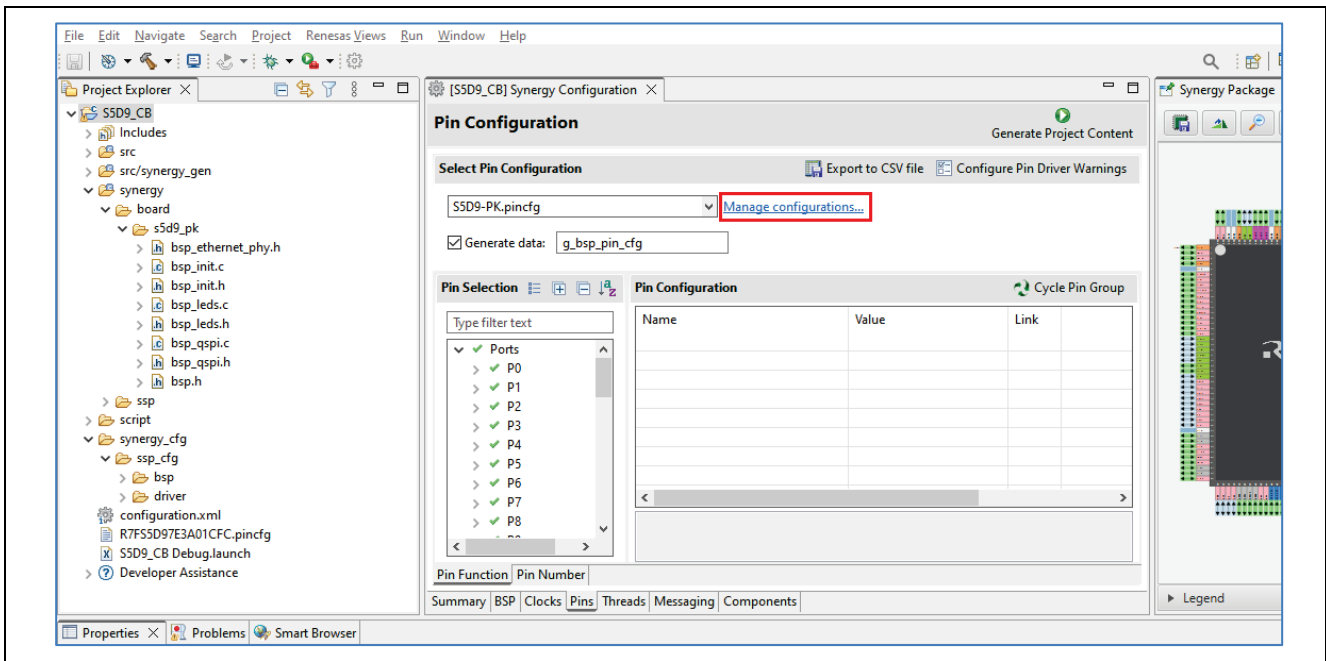 File Edit Navigate Search Project Renesas Views Run Window Help
Project Explorer
S5D9_CB
Includes
src
src/synergy_gen
synergy
board
s5d9_pk
bsp_ethernet_phy.h
bsp_init.c
bsp_init.h
bsp_leds.c
bsp_leds.h
bsp_qspi.c
bsp_qspi.h
bsp.h
ssp
script
synergy_cfg
ssp_cfg
bsp
driver
configuration.xml
R7FS5D97E3A01CFC.pincfg
S5D9_CB Debug.launch
Developer Assistance
[S5D9_CB] Synergy Configuration
Pin Configuration
Generate Project Content
Select Pin Configuration
Export to CSV file
Configure Pin Driver Warnings
S5D9-PK.pincfg
Manage configurations...
Generate data: g_bsp_pin_cfg
Pin Selection
Type filter text
Ports
P0
P1
P2
P3
P4
P5
P6
P7
P8
Pin Configuration
Cycle Pin Group
Name Value Link
Pin Function Pin Number
Summary BSP Clocks Pins Threads Messaging Components
Synergy Package
Legend
Properties Problems Smart Browser